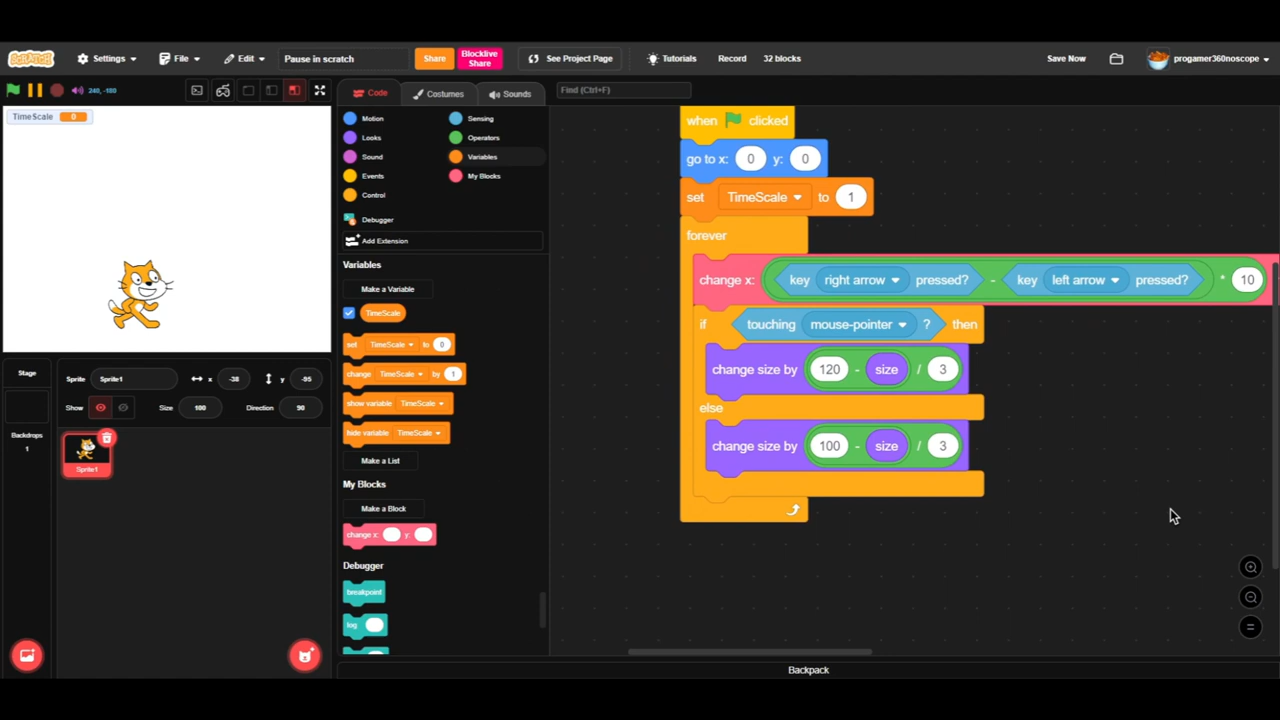 SCRATCH Settings File Edit Pause in scratch Share Blocklive Share See Project Page Tutorials Record 32 blocks Save Now progamer360noscope
240, -180
Code Costumes Sounds Find (Ctrl+F)
TimeScale 0
Motion
Looks
Sound
Events
Control
Sensing
Operators
Variables
My Blocks
Debugger
Add Extension
Variables
Make a Variable
TimeScale
set TimeScale to 0
change TimeScale by 1
show variable TimeScale
hide variable TimeScale
Make a List
My Blocks
Make a Block
change x: y:
Debugger
breakpoint
log
when clicked
go to x: 0 y: 0
set TimeScale to 1
forever
change x: key right arrow pressed? - key left arrow pressed? * 10
if touching mouse-pointer ? then
change size by 120 - size / 3
else
change size by 100 - size / 3
Sprite Sprite1 x -38 y -95
Show Size 100 Direction 90
Sprite1
Stage
Backdrops
1
Backpack